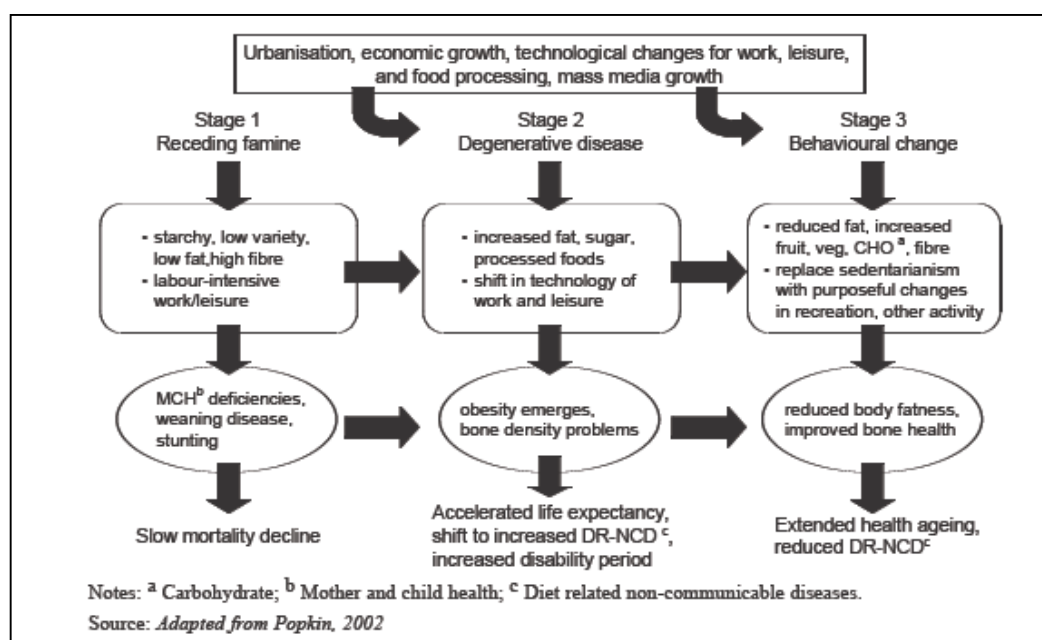 Urbanisation, economic growth, technological changes for work, leisure,
and food processing, mass media growth
Stage 1
Receding famine
Stage 2
Degenerative disease
Stage 3
Behavioural change
- starchy, low variety,
low fat,high fibre
- labour-intensive
work/leisure
- increased fat, sugar,
processed foods
- shift in technology of
work and leisure
- reduced fat, increased
fruit, veg, CHO a, fibre
- replace sedentarianism
with purposeful changes
in recreation, other activity
MCH b deficiencies,
weaning disease,
stunting
obesity emerges,
bone density problems
reduced body fatness,
improved bone health
Slow mortality decline
Accelerated life expectancy,
shift to increased DR-NCD c,
increased disability period
Extended health ageing,
reduced DR-NCD c
Notes: a Carbohydrate; b Mother and child health; c Diet related non-communicable diseases.
Source: Adapted from Popkin, 2002